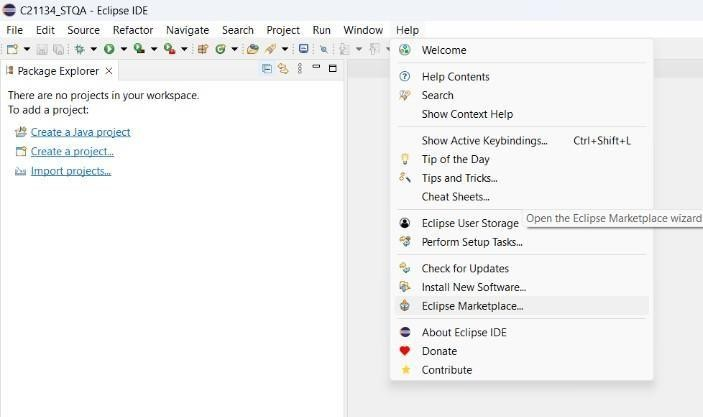 C21134_STQA - Eclipse IDE
File Edit Source Refactor Navigate Search Project Run Window Help
Package Explorer
There are no projects in your workspace.
To add a project:
Create a Java project
Create a project...
Import projects...
Welcome
Help Contents
Search
Show Context Help
Show Active Keybindings... Ctrl+Shift+L
Tip of the Day
Tips and Tricks...
Cheat Sheets...
Eclipse User Storage
Open the Eclipse Marketplace wizard
Perform Setup Tasks...
Check for Updates
Install New Software...
Eclipse Marketplace...
About Eclipse IDE
Donate
Contribute